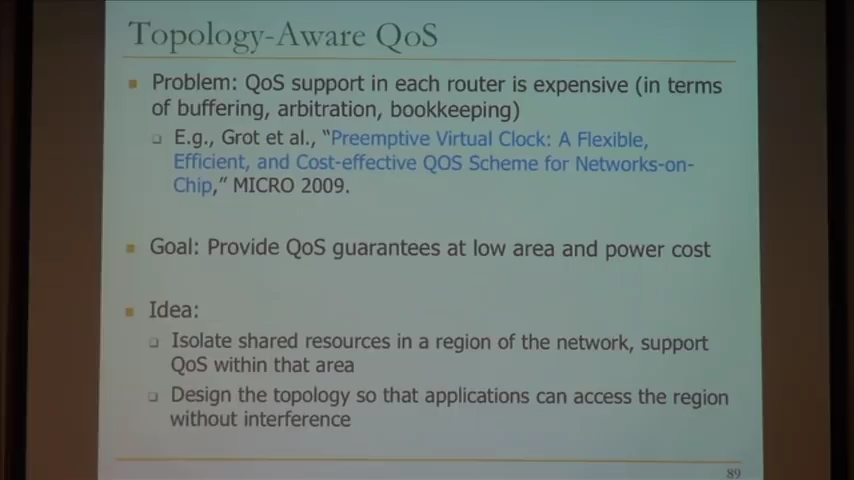 Topology-Aware QoS
Problem: QoS support in each router is expensive (in terms
of buffering, arbitration, bookkeeping)
E.g., Grot et al., "Preemptive Virtual Clock: A Flexible,
Efficient, and Cost-effective QOS Scheme for Networks-on-
Chip," MICRO 2009.
Goal: Provide QoS guarantees at low area and power cost
Idea:
Isolate shared resources in a region of the network, support
QoS within that area
Design the topology so that applications can access the region
without interference
89